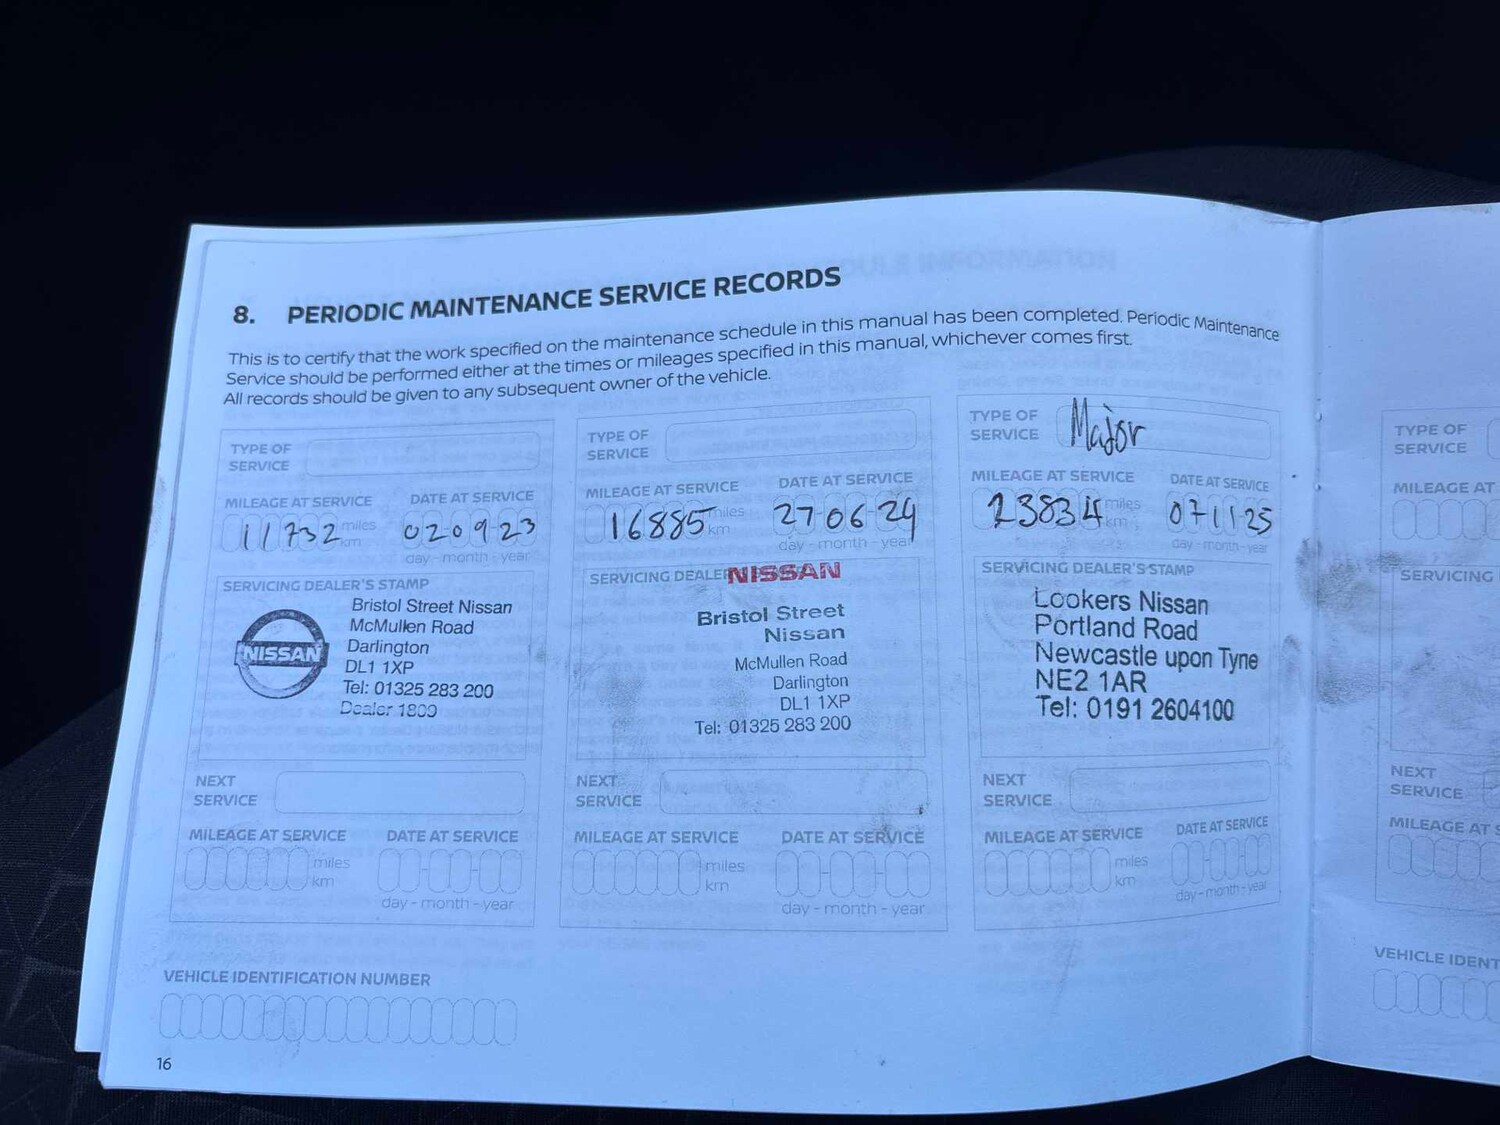 8. PERIODIC MAINTENANCE SERVICE RECORDS
This is to certify that the work specified on the maintenance schedule in this manual has been completed. Periodic Maintenance
Service should be performed either at the times or mileages specified in this manual, whichever comes first.
All records should be given to any subsequent owner of the vehicle.
TYPE OF
SERVICE
MILEAGE AT SERVICE
DATE AT SERVICE
11732 miles
km
02 09 23
day - month - year
SERVICING DEALER'S STAMP
NISSAN
Bristol Street Nissan
McMullen Road
Darlington
DL1 1XP
Tel: 01325 283 200
Dealer 1809
NEXT
SERVICE
MILEAGE AT SERVICE
DATE AT SERVICE
miles
km
day - month - year
TYPE OF
SERVICE
MILEAGE AT SERVICE
DATE AT SERVICE
16885 miles
km
27 06 24
day - month - year
SERVICING DEALER
NISSAN
Bristol Street
Nissan
McMullen Road
Darlington
DL1 1XP
Tel: 01325 283 200
NEXT
SERVICE
MILEAGE AT SERVICE
DATE AT SERVICE
miles
km
day - month - year
TYPE OF
SERVICE
Major
MILEAGE AT SERVICE
DATE AT SERVICE
23834 miles
km
07 11 25
day - month - year
SERVICING DEALER'S STAMP
Lookers Nissan
Portland Road
Newcastle upon Tyne
NE2 1AR
Tel: 0191 2604100
NEXT
SERVICE
MILEAGE AT SERVICE
DATE AT SERVICE
miles
km
day - month - year
VEHICLE IDENTIFICATION NUMBER
16
TYPE OF
SERVICE
MILEAGE AT
SERVICING
NEXT
SERVICE
MILEAGE AT S
VEHICLE IDENT